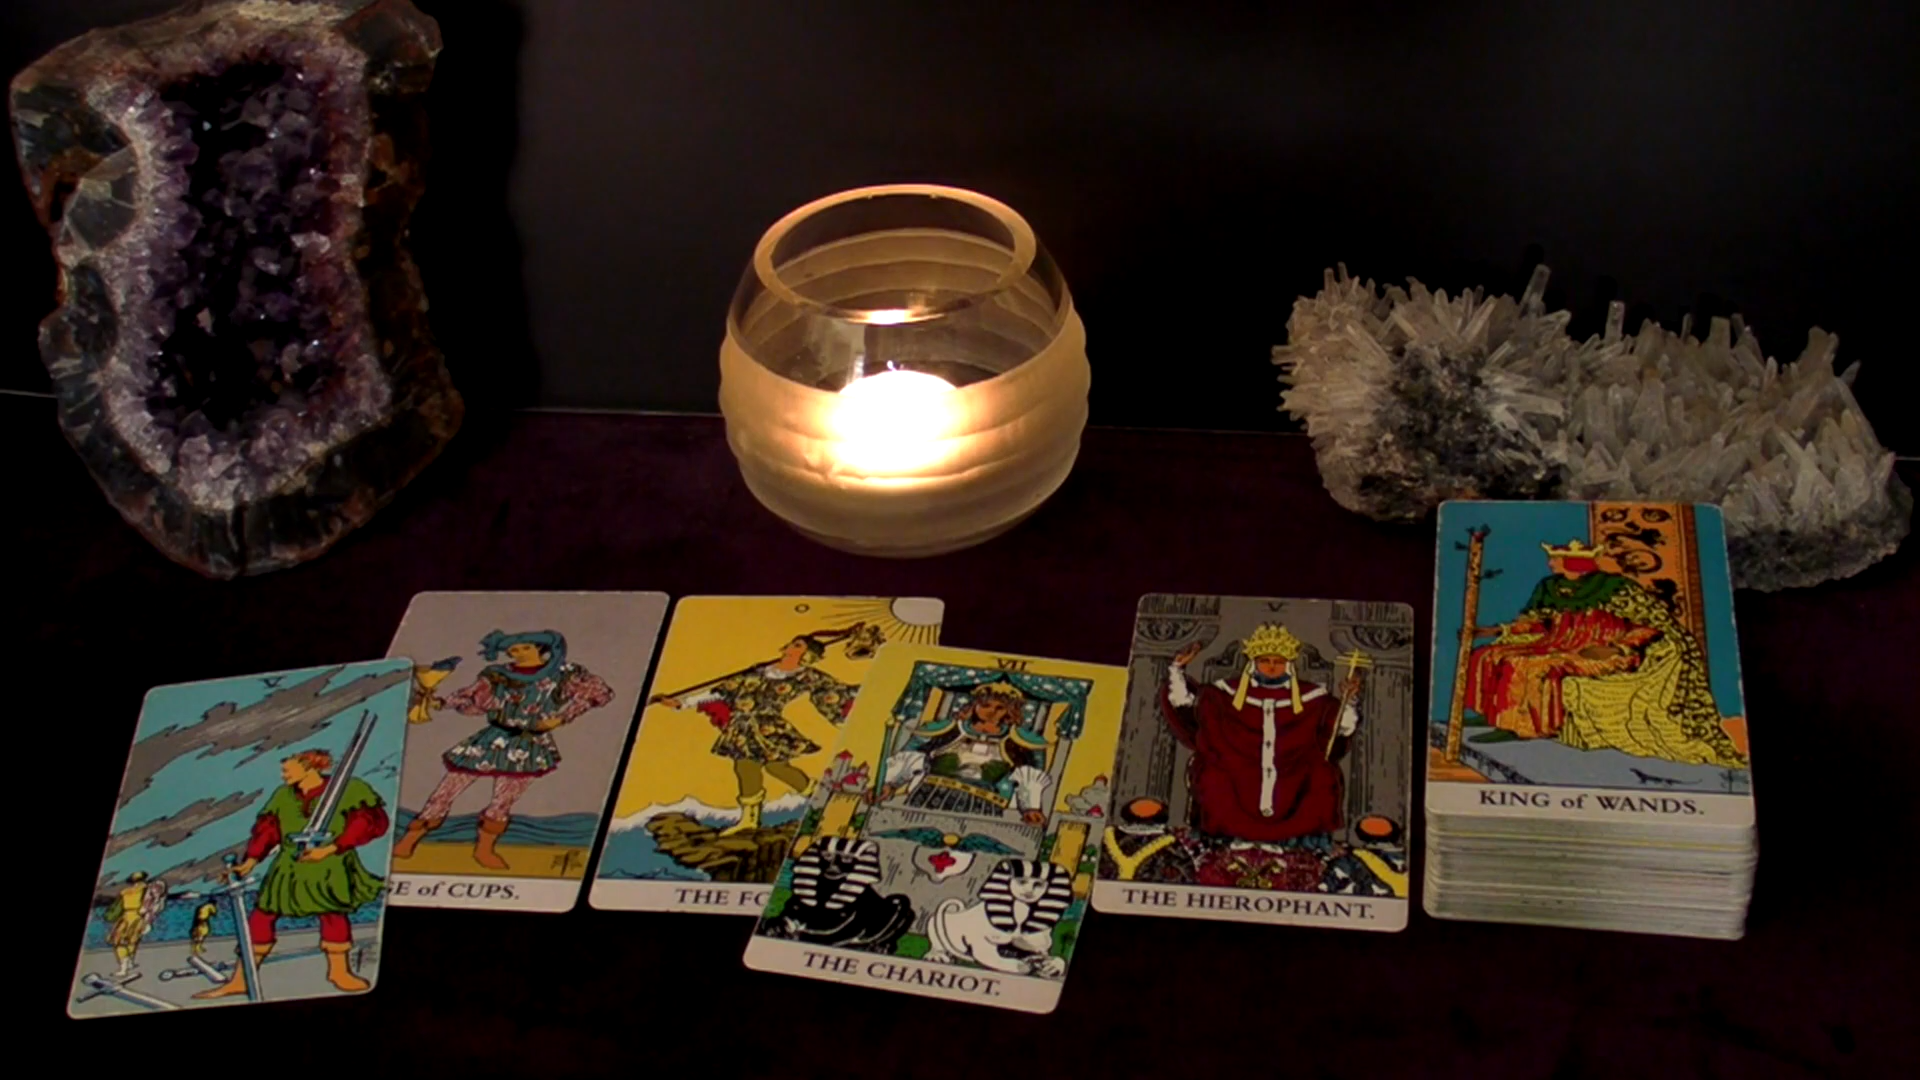 V
GE of CUPS.
0
THE FO
VII
THE CHARIOT.
V
THE HIEROPHANT.
KING of WANDS.